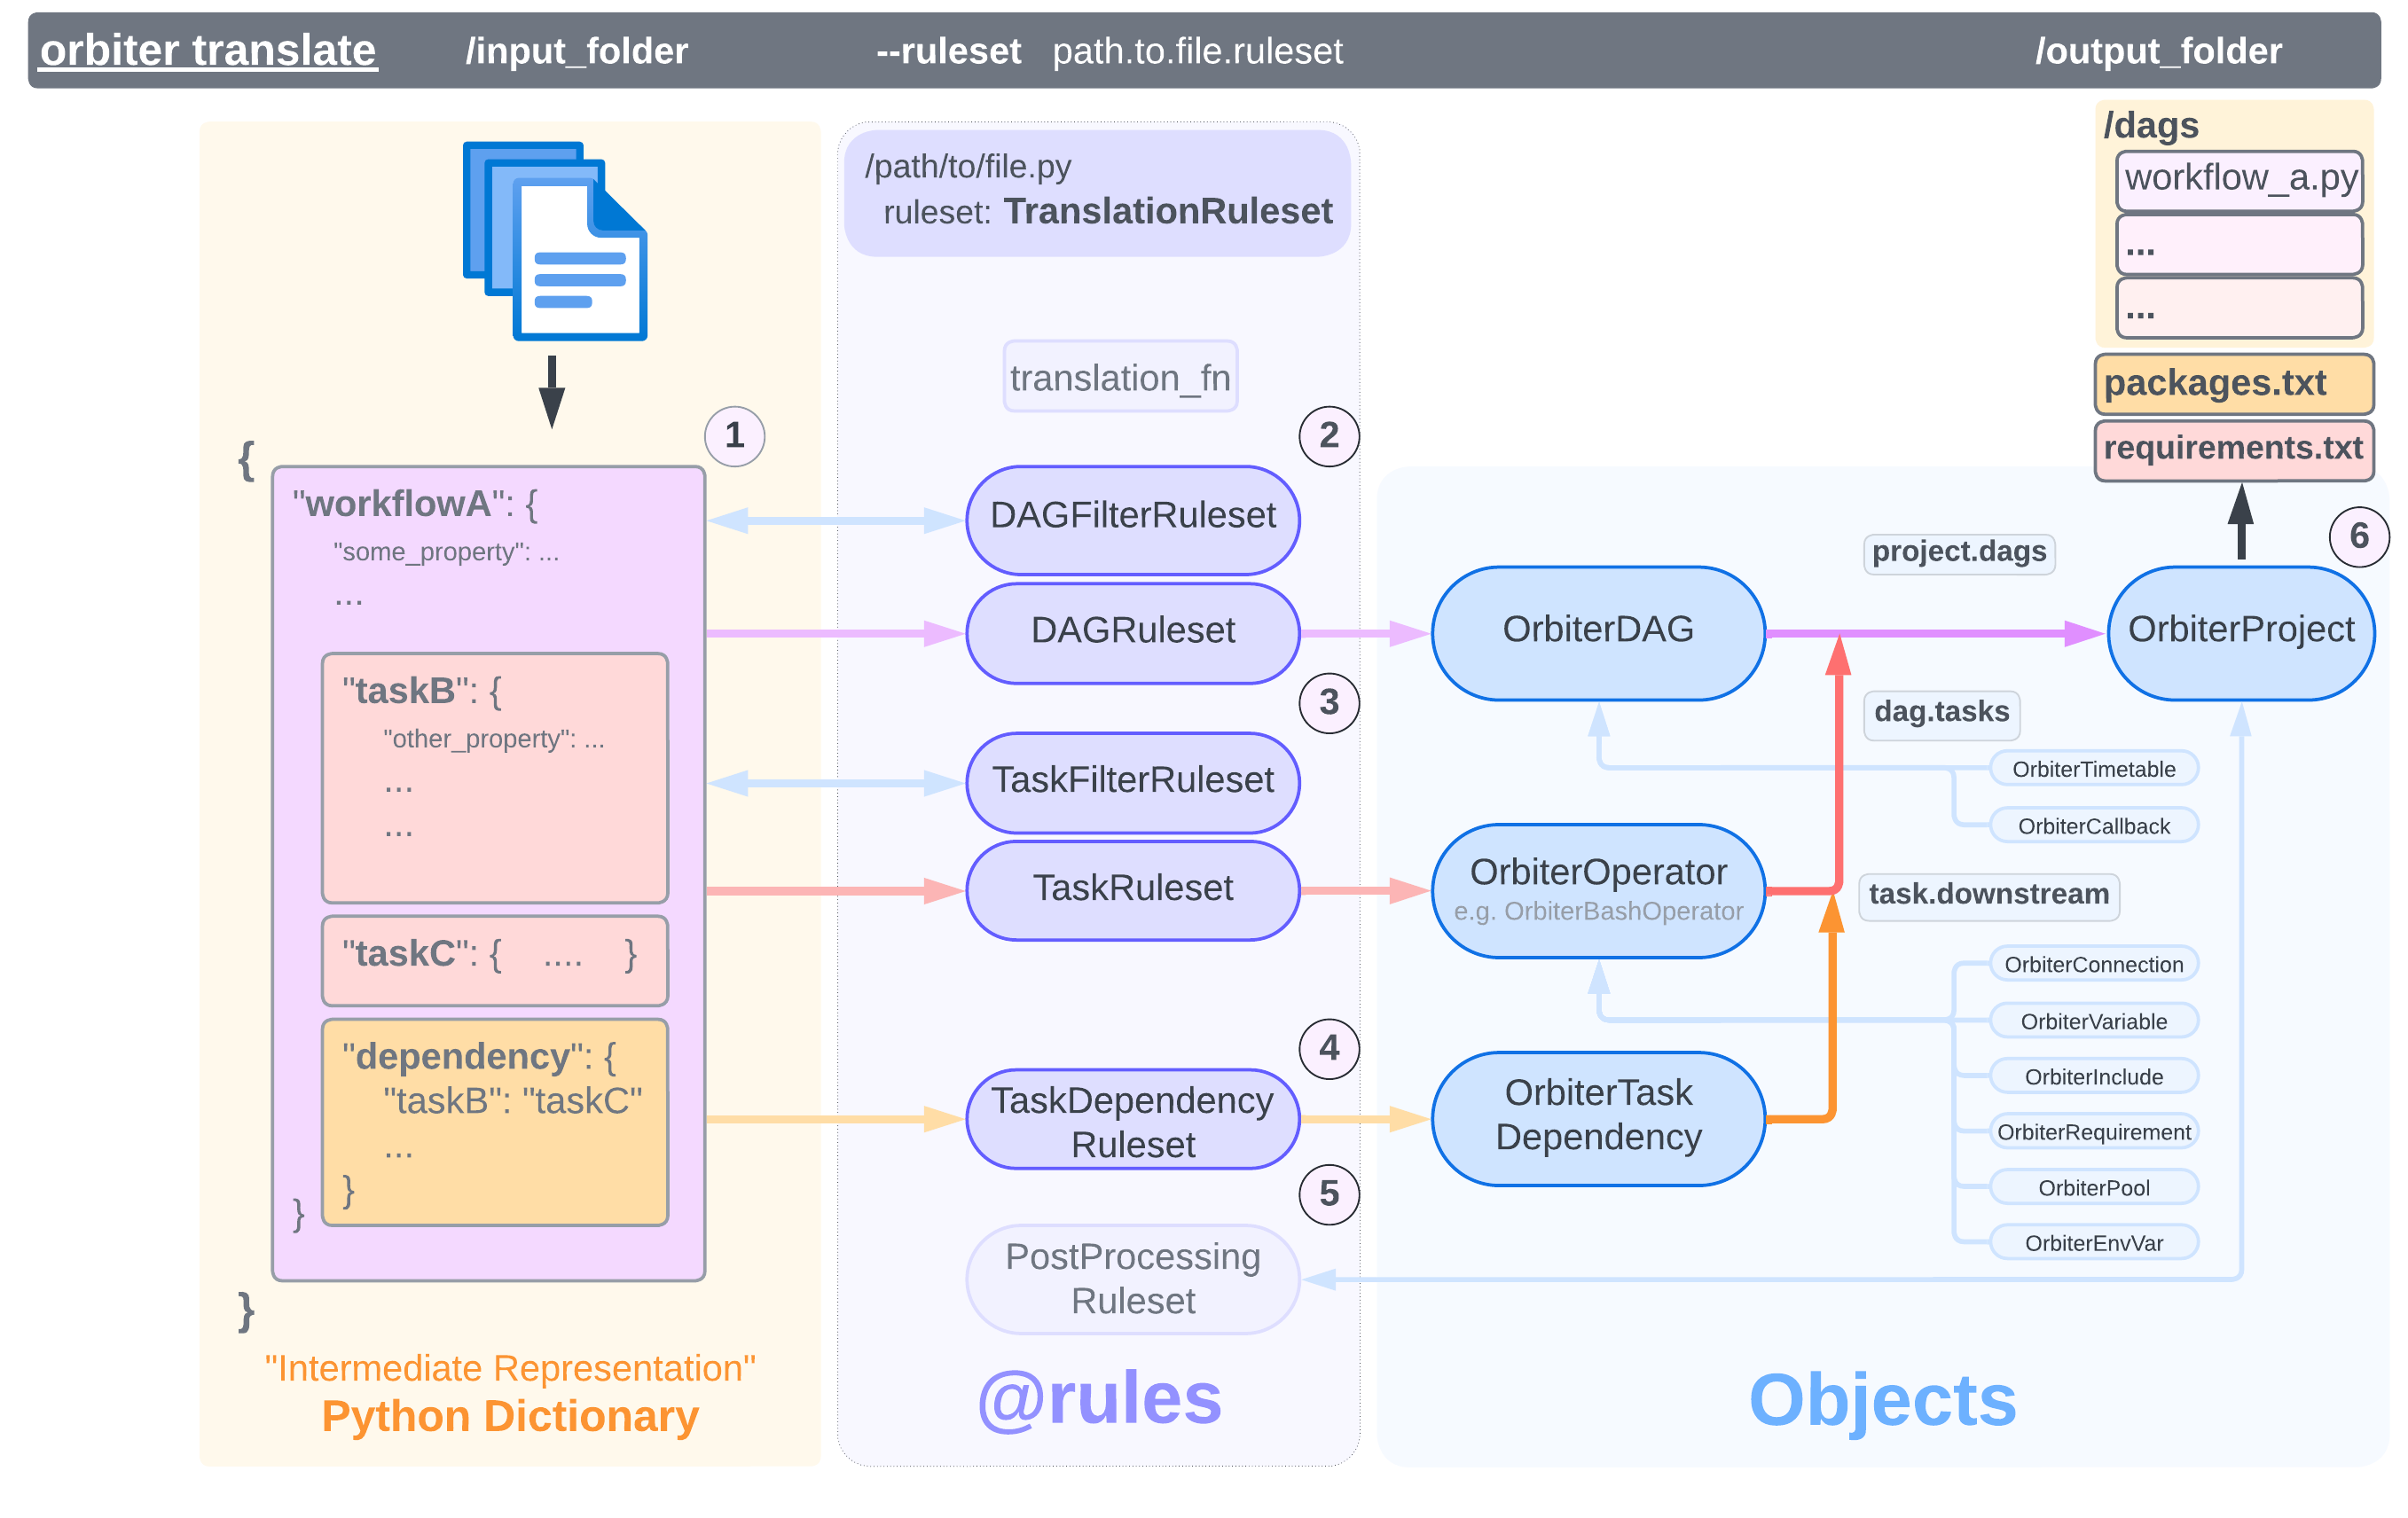 orbiter translate /input_folder --ruleset path.to.file.ruleset /output_folder
/path/to/file.py
ruleset: TranslationRuleset
translation_fn
/dags
workflow_a.py
...
...
packages.txt
requirements.txt
1
{
"workflowA": {
"some_property": ...
...
"taskB": {
"other_property": ...
...
...
"taskC": { .... }
"dependency": {
"taskB": "taskC"
...
}
}
}
"Intermediate Representation"
Python Dictionary
2
DAGFilterRuleset
DAGRuleset
3
TaskFilterRuleset
TaskRuleset
4
TaskDependency
Ruleset
5
PostProcessing
Ruleset
@rules
6
project.dags
OrbiterDAG
OrbiterProject
dag.tasks
OrbiterTimetable
OrbiterCallback
OrbiterOperator
e.g. OrbiterBashOperator
task.downstream
OrbiterConnection
OrbiterVariable
OrbiterInclude
OrbiterRequirement
OrbiterPool
OrbiterEnvVar
OrbiterTask
Dependency
Objects